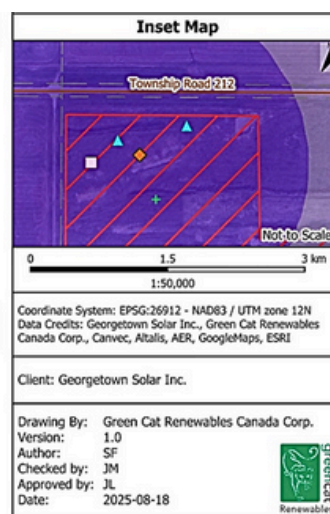 Inset Map
Township Road 212
Not to Scale
0 1.5 3 km
1:50,000
Coordinate System: EPSG:26912 - NAD83 / UTM zone 12N
Data Credits: Georgetown Solar Inc., Green Cat Renewables
Canada Corp., Canvec, Altalis, AER, GoogleMaps, ESRI
Client: Georgetown Solar Inc.
Drawing By: Green Cat Renewables Canada Corp.
Version: 1.0
Author: SF
Checked by: JM
Approved by: JL
Date: 2025-08-18
greencat
Renewables